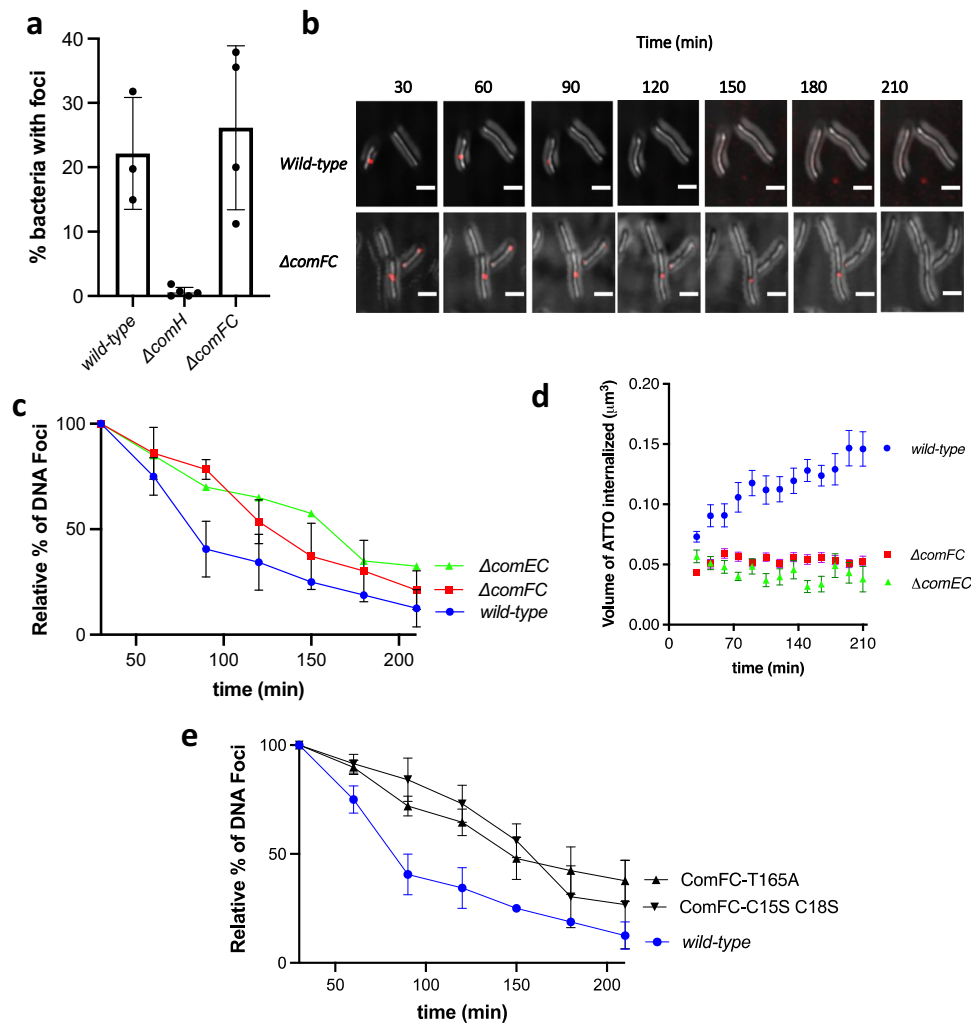 a
% bacteria with foci
40
30
20
10
0
wild-type
ΔcomH
ΔcomFC
b
Time (min)
30 60 90 120 150 180 210
Wild-type
ΔcomFC
c
Relative % of DNA Foci
100
50
0
50 100 150 200
time (min)
ΔcomEC
ΔcomFC
wild-type
d
Volume of ATTO internalized (μm³)
0.20
0.15
0.10
0.05
0.00
0 70 140 210
time (min)
wild-type
ΔcomFC
ΔcomEC
e
Relative % of DNA Foci
100
50
0
50 100 150 200
time (min)
ComFC-T165A
ComFC-C15S C18S
wild-type